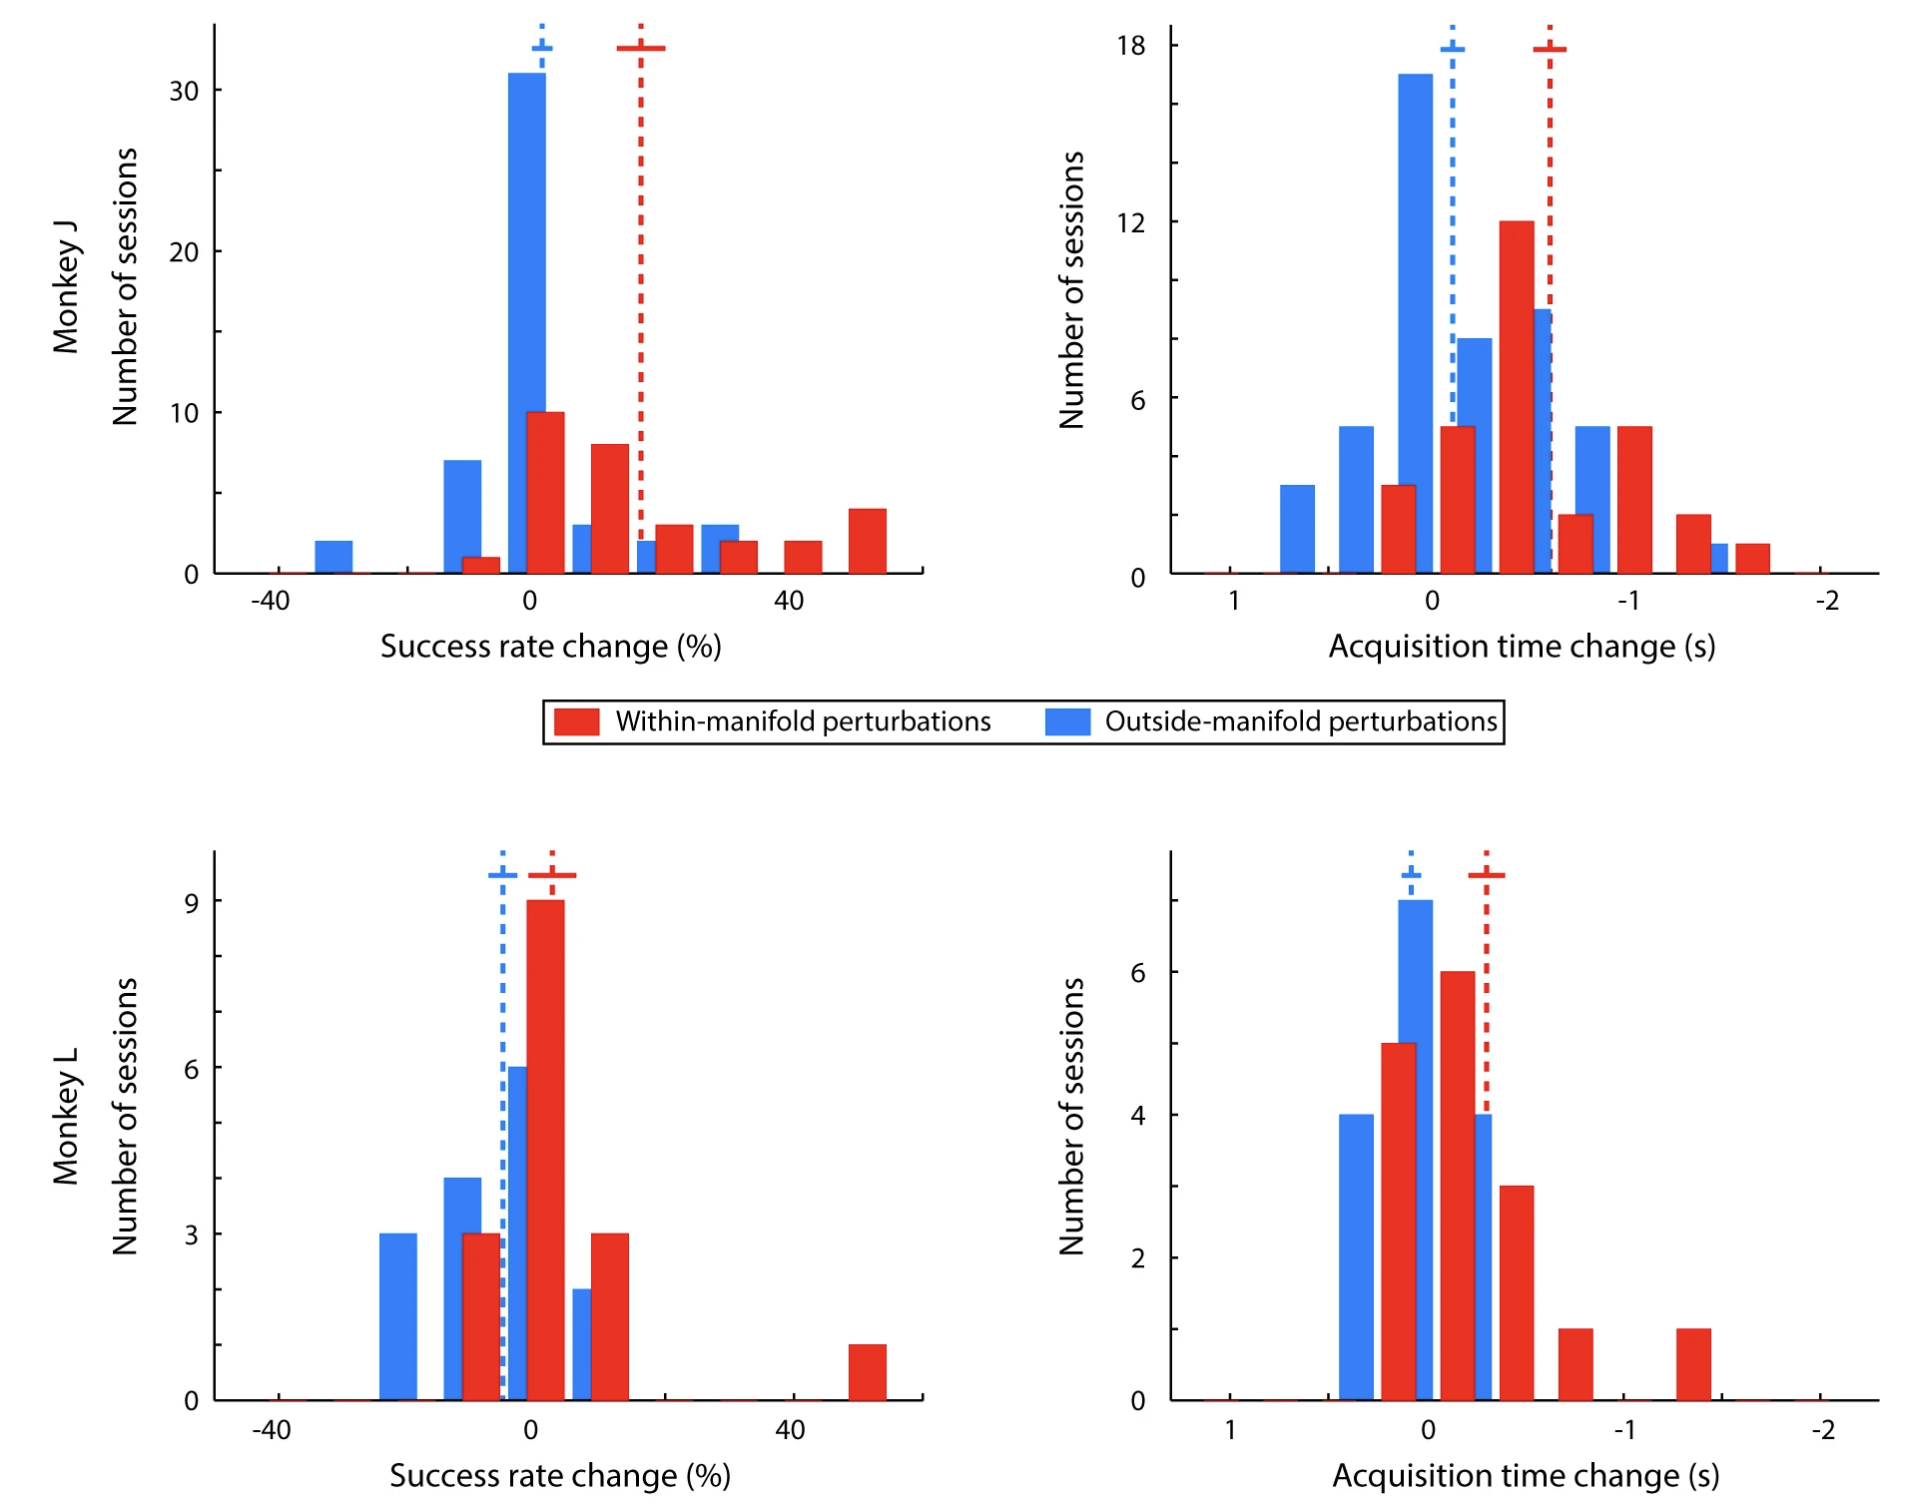 Monkey J
Number of sessions
30
20
10
0
-40 0 40
Success rate change (%)
Number of sessions
18
12
6
0
1 0 -1 -2
Acquisition time change (s)
Within-manifold perturbations Outside-manifold perturbations
Monkey L
Number of sessions
9
6
3
0
-40 0 40
Success rate change (%)
Number of sessions
6
4
2
0
1 0 -1 -2
Acquisition time change (s)